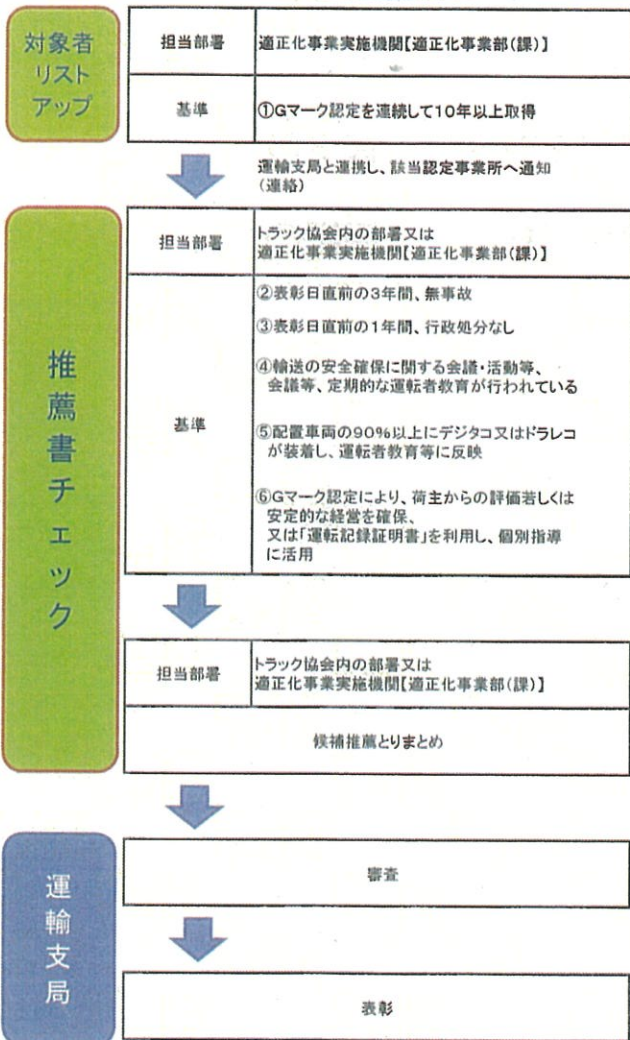 対象者
リスト
アップ
担当部署
適正化事業実施機関【適正化事業部(課)】
基準
①Gマーク認定を連続して10年以上取得
運輸支局と連携し、該当認定事業所へ通知
(連絡)
推薦書チェック
担当部署
トラック協会内の部署又は
適正化事業実施機関【適正化事業部(課)】
基準
②表彰日直前の3年間、無事故
③表彰日直前の1年間、行政処分なし
④輸送の安全確保に関する会議・活動等、
会議等、定期的な運転者教育が行われている
⑤配置車両の90%以上にデジタコ又はドラレコ
が装着し、運転者教育等に反映
⑥Gマーク認定により、荷主からの評価若しくは
安定的な経営を確保、
又は「運転記録証明書」を利用し、個別指導
に活用
担当部署
トラック協会内の部署又は
適正化事業実施機関【適正化事業部(課)】
候補推薦とりまとめ
運輸支局
審査
表彰